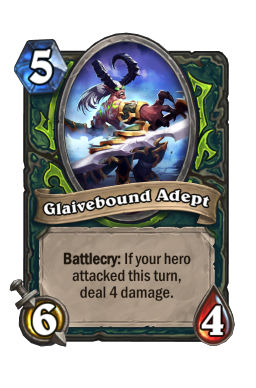 5
Glaivebound Adept
Battlecry: If your hero
attacked this turn,
deal 4 damage.
6
4